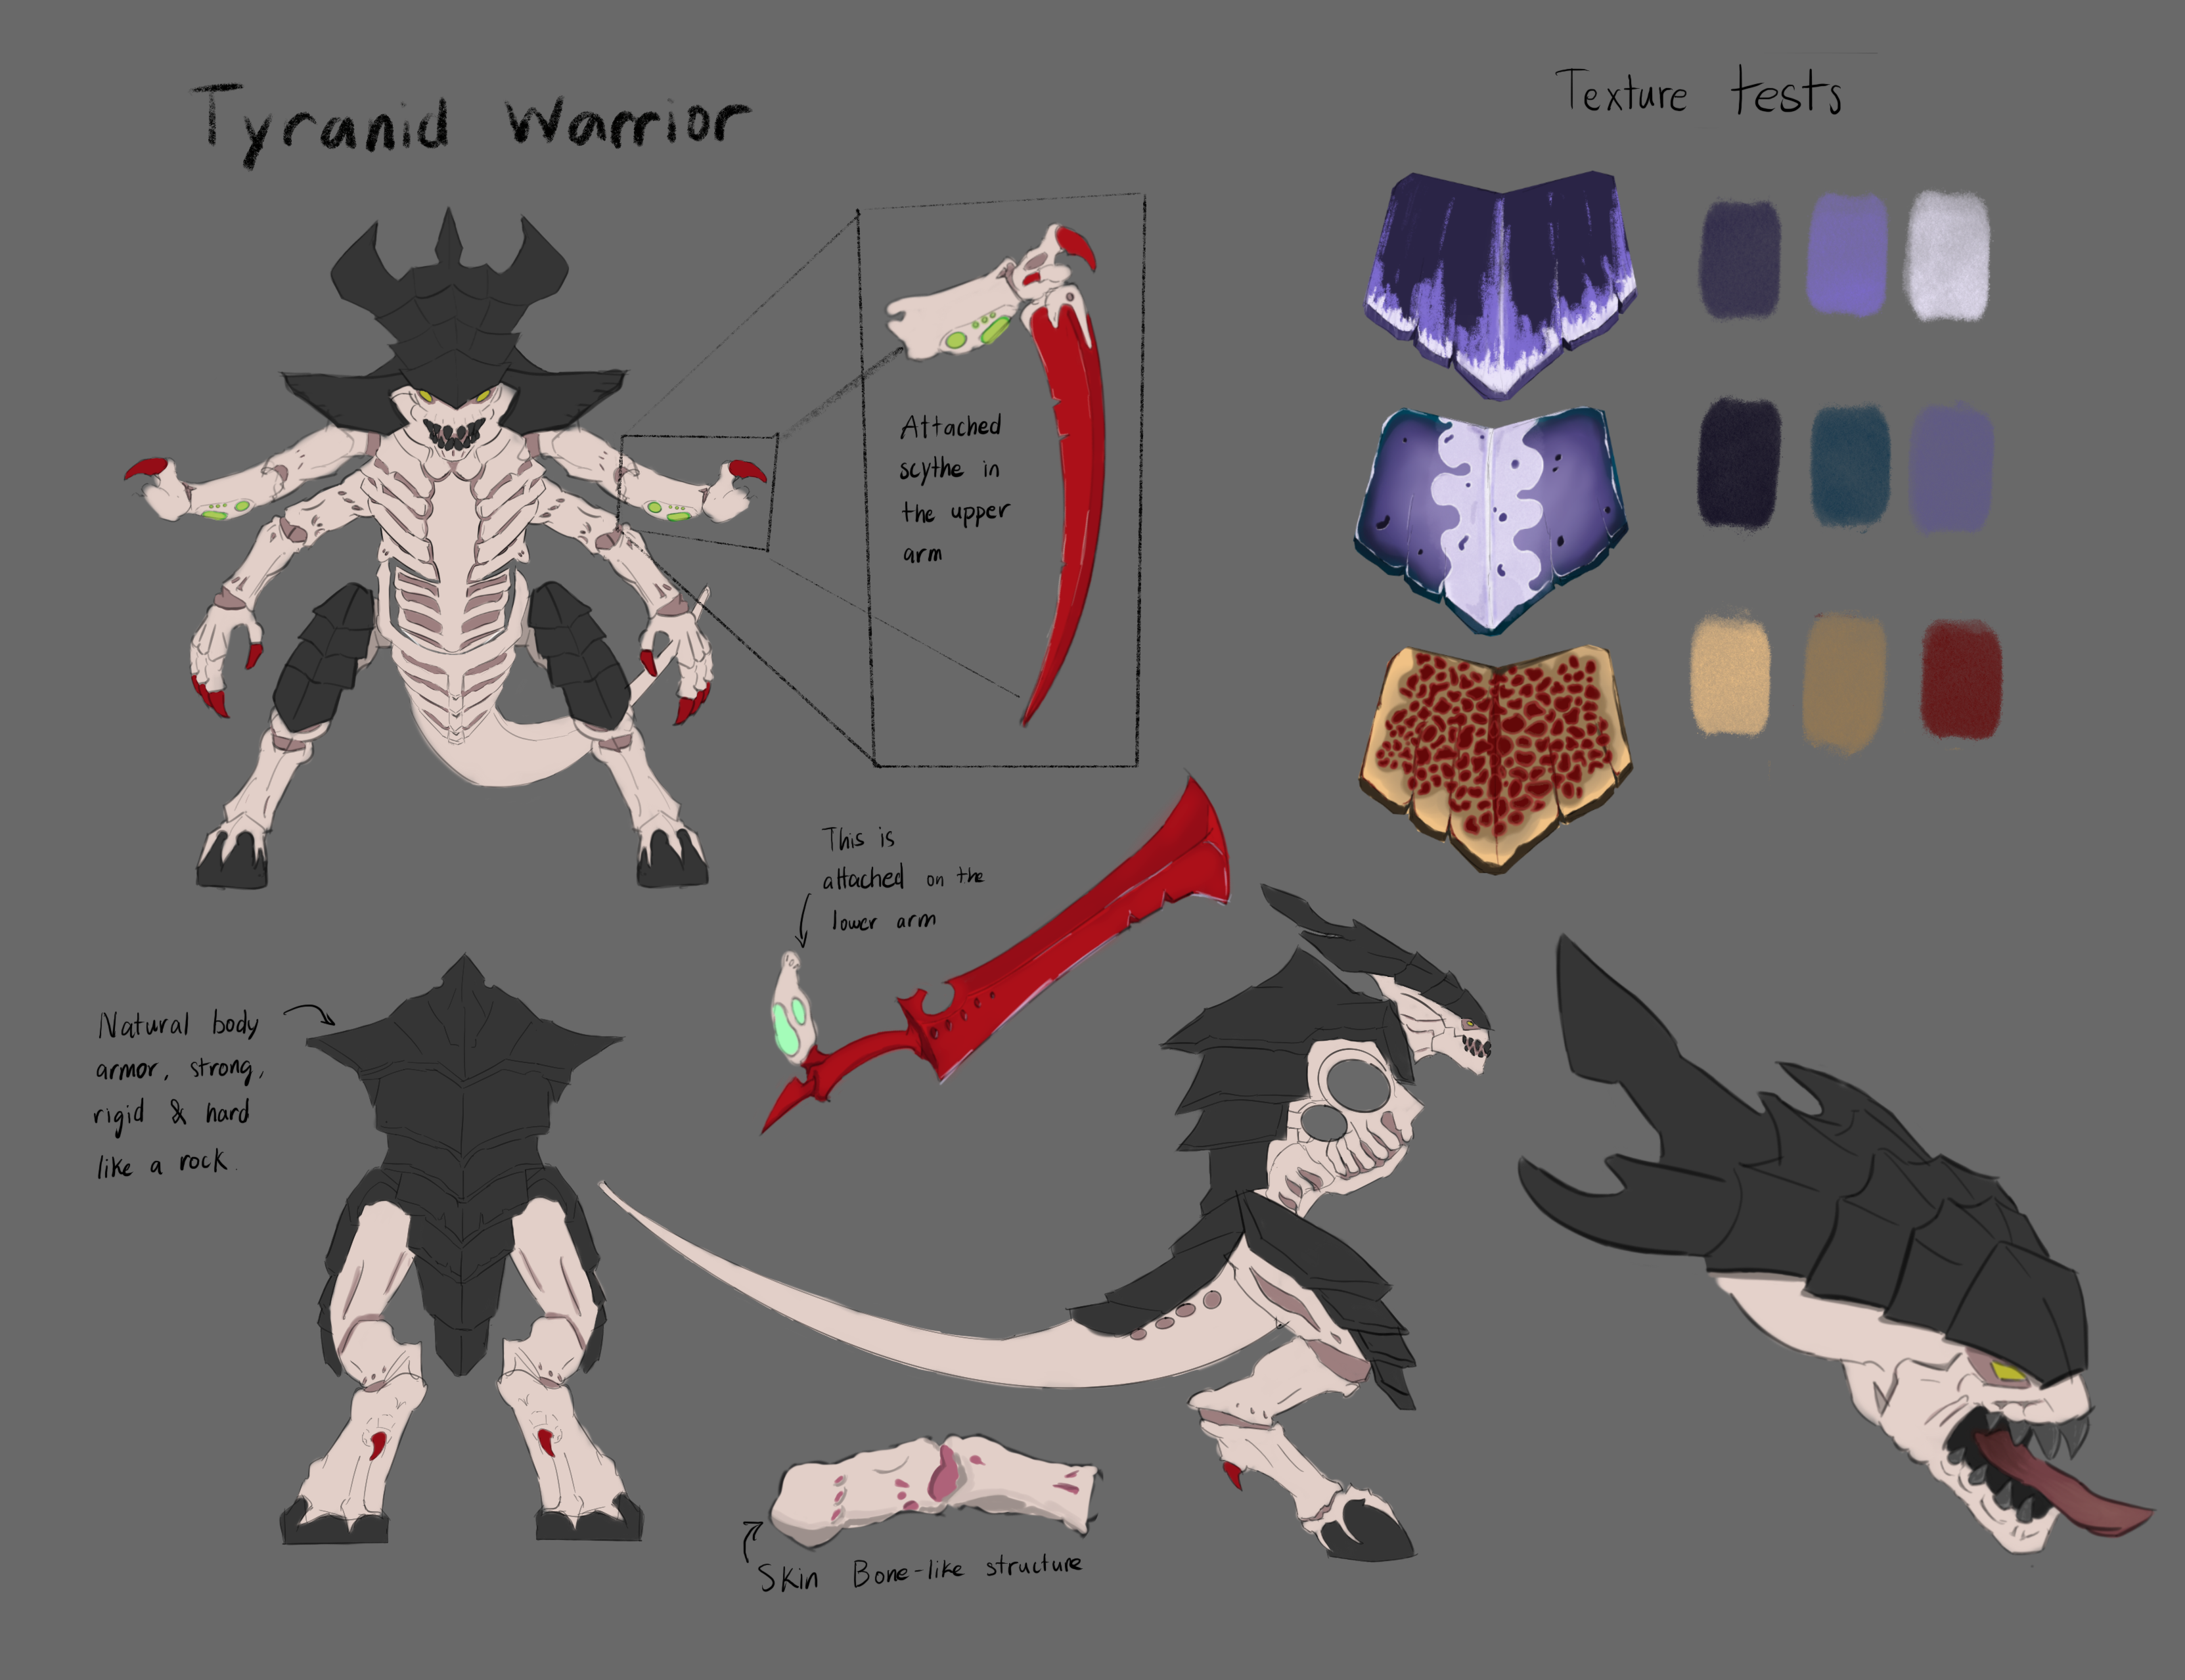 Tyranid Warrior
Texture tests
Attached
scythe in
the upper
arm
This is
attached on the
lower arm
Natural body
armor, strong,
rigid & hard
like a rock.
Skin Bone-like structure